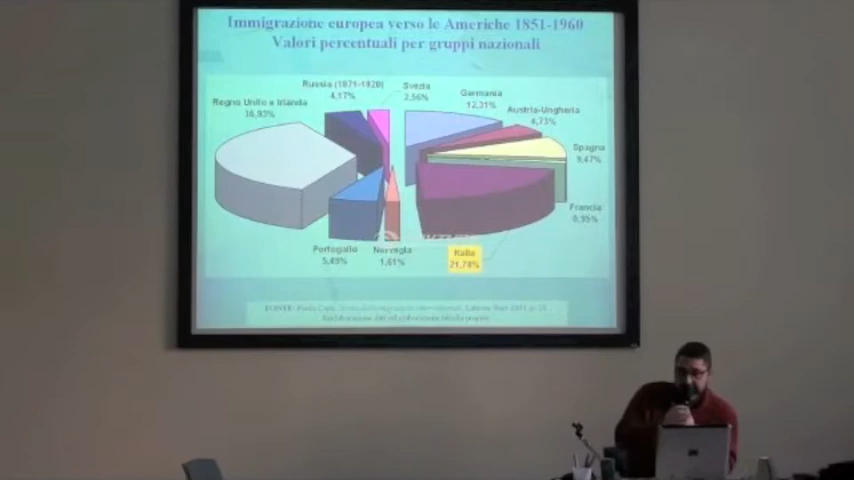 Immigrazione europea verso le Americhe 1851-1960
Valori percentuali per gruppi nazionali
Russia (1871-1920)
4,17%
Svezia
2,56%
Germania
12,31%
Regno Unito e Irlanda
36,93%
Austria-Ungheria
4,73%
Spagna
9,47%
Francia
0,95%
Portogallo
5,49%
Norvegia
1,61%
Italia
21,78%
FONTE: